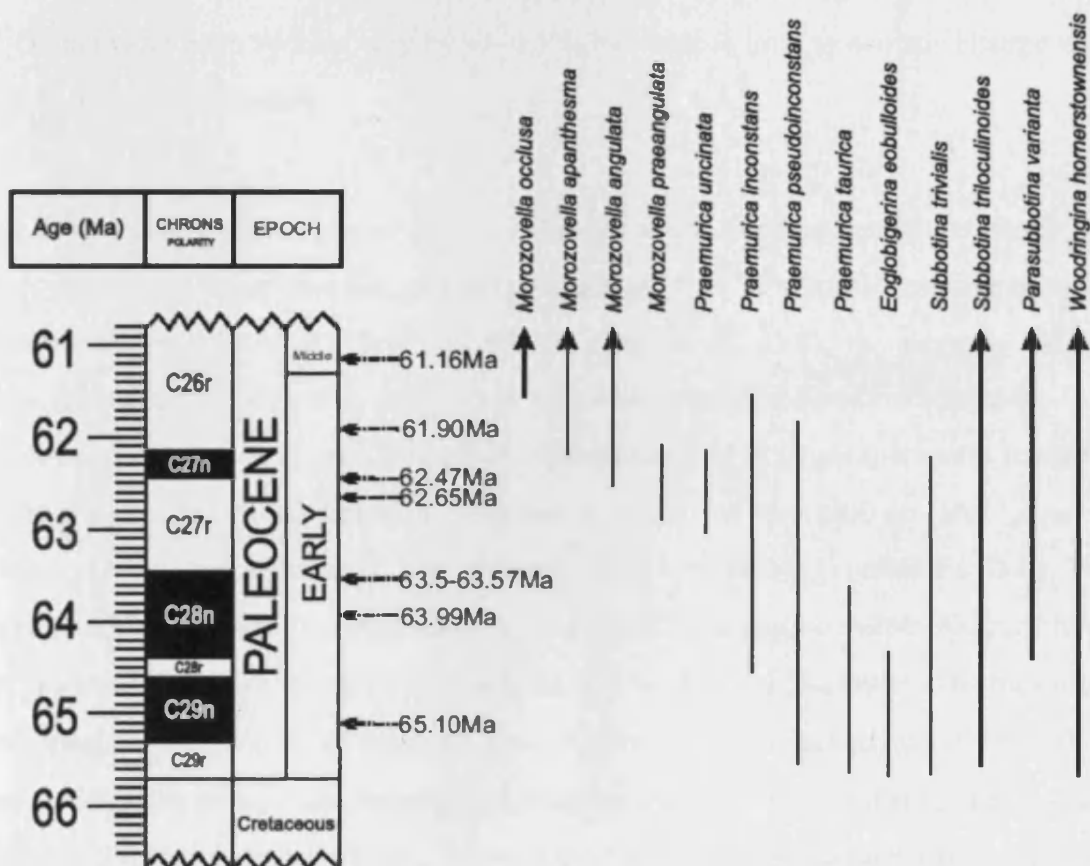 Morozovella occlusa
Morozovella apanthesma
Morozovella angulata
Morozovella praeangulata
Praemurica uncinata
Praemurica inconstans
Praemurica pseudoinconstans
Praemurica taurica
Eoglobigerina eobulloides
Subbotina trivialis
Subbotina triloculinoides
Parasubbotina varianta
Woodringina hornerstownensis
Age (Ma)
CHRONS
POLARITY
EPOCH
61
62
63
64
65
66
C26r
C27n
C27r
C28n
C28r
C29n
C29r
PALEOCENE
Middle
EARLY
Cretaceous
61.16Ma
61.90Ma
62.47Ma
62.65Ma
63.5-63.57Ma
63.99Ma
65.10Ma